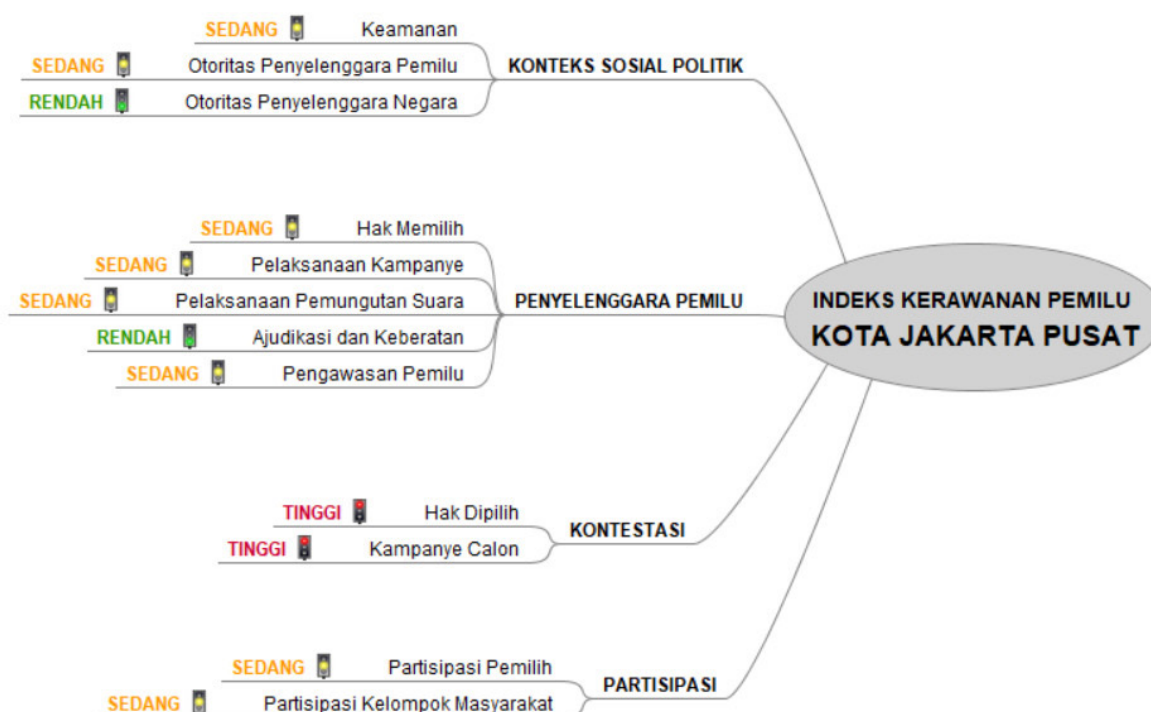 SEDANG Keamanan
SEDANG Otoritas Penyelenggara Pemilu
RENDAH Otoritas Penyelenggara Negara
KONTEKS SOSIAL POLITIK
SEDANG Hak Memilih
SEDANG Pelaksanaan Kampanye
SEDANG Pelaksanaan Pemungutan Suara
RENDAH Ajudikasi dan Keberatan
SEDANG Pengawasan Pemilu
PENYELENGGARA PEMILU
INDEKS KERAWANAN PEMILU
KOTA JAKARTA PUSAT
TINGGI Hak Dipilih
TINGGI Kampanye Calon
KONTESTASI
SEDANG Partisipasi Pemilih
SEDANG Partisipasi Kelompok Masyarakat
PARTISIPASI